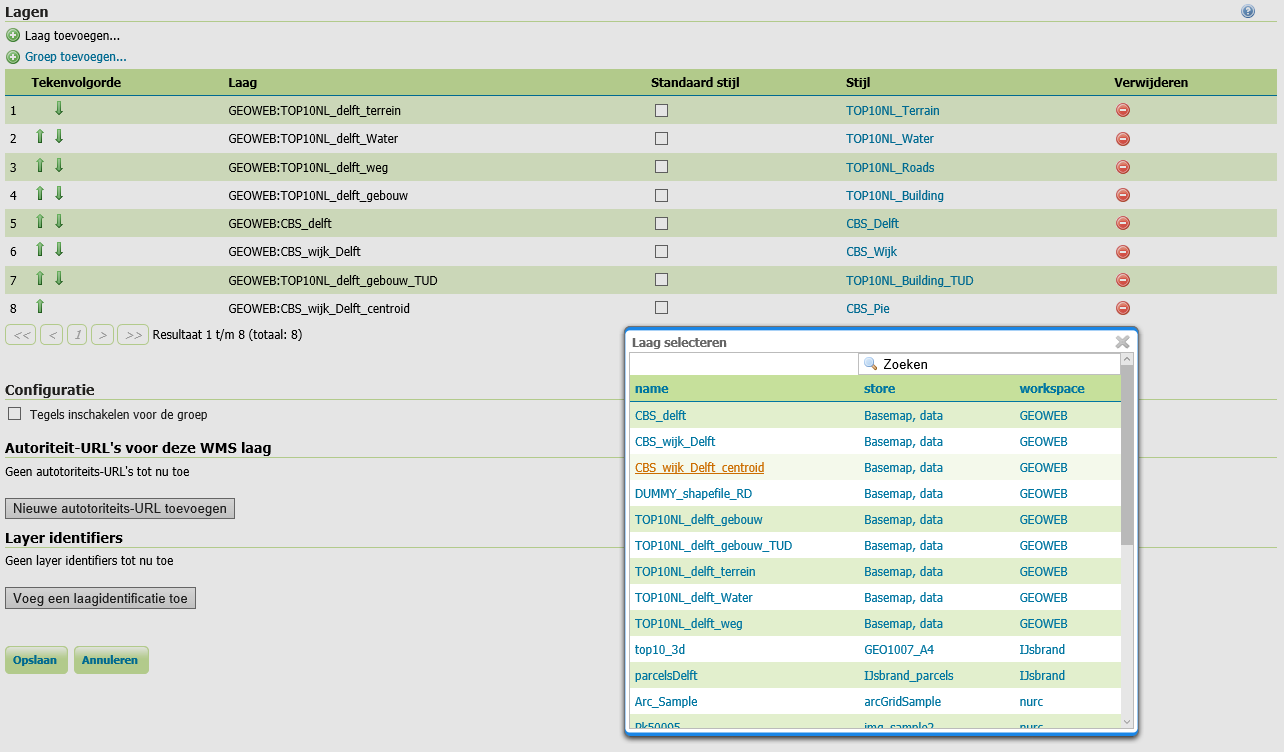 Lagen
Laag toevoegen...
Groep toevoegen...
Tekenvolgorde Laag Standaard stijl Stijl Verwijderen
1 GEOWEB:TOP10NL_delft_terrein TOP10NL_Terrain
2 GEOWEB:TOP10NL_delft_Water TOP10NL_Water
3 GEOWEB:TOP10NL_delft_weg TOP10NL_Roads
4 GEOWEB:TOP10NL_delft_gebouw TOP10NL_Building
5 GEOWEB:CBS_delft CBS_Delft
6 GEOWEB:CBS_wijk_Delft CBS_Wijk
7 GEOWEB:TOP10NL_delft_gebouw_TUD TOP10NL_Building_TUD
8 GEOWEB:CBS_wijk_Delft_centroid CBS_Pie
<< < 1 > >> Resultaat 1 t/m 8 (totaal: 8)
Configuratie
Tegels inschakelen voor de groep
Autoriteit-URL's voor deze WMS laag
Geen autotoriteits-URL's tot nu toe
Nieuwe autotoriteits-URL toevoegen
Layer identifiers
Geen layer identifiers tot nu toe
Voeg een laagidentificatie toe
Opslaan Annuleren
Laag selecteren
Zoeken
name store workspace
CBS_delft Basemap, data GEOWEB
CBS_wijk_Delft Basemap, data GEOWEB
CBS_wijk_Delft_centroid Basemap, data GEOWEB
DUMMY_shapefile_RD Basemap, data GEOWEB
TOP10NL_delft_gebouw Basemap, data GEOWEB
TOP10NL_delft_gebouw_TUD Basemap, data GEOWEB
TOP10NL_delft_terrein Basemap, data GEOWEB
TOP10NL_delft_Water Basemap, data GEOWEB
TOP10NL_delft_weg Basemap, data GEOWEB
top10_3d GEO1007_A4 IJsbrand
parcelsDelft IJsbrand_parcels IJsbrand
Arc_Sample arcGridSample nurc
Pk50095 img_sample2 nurc